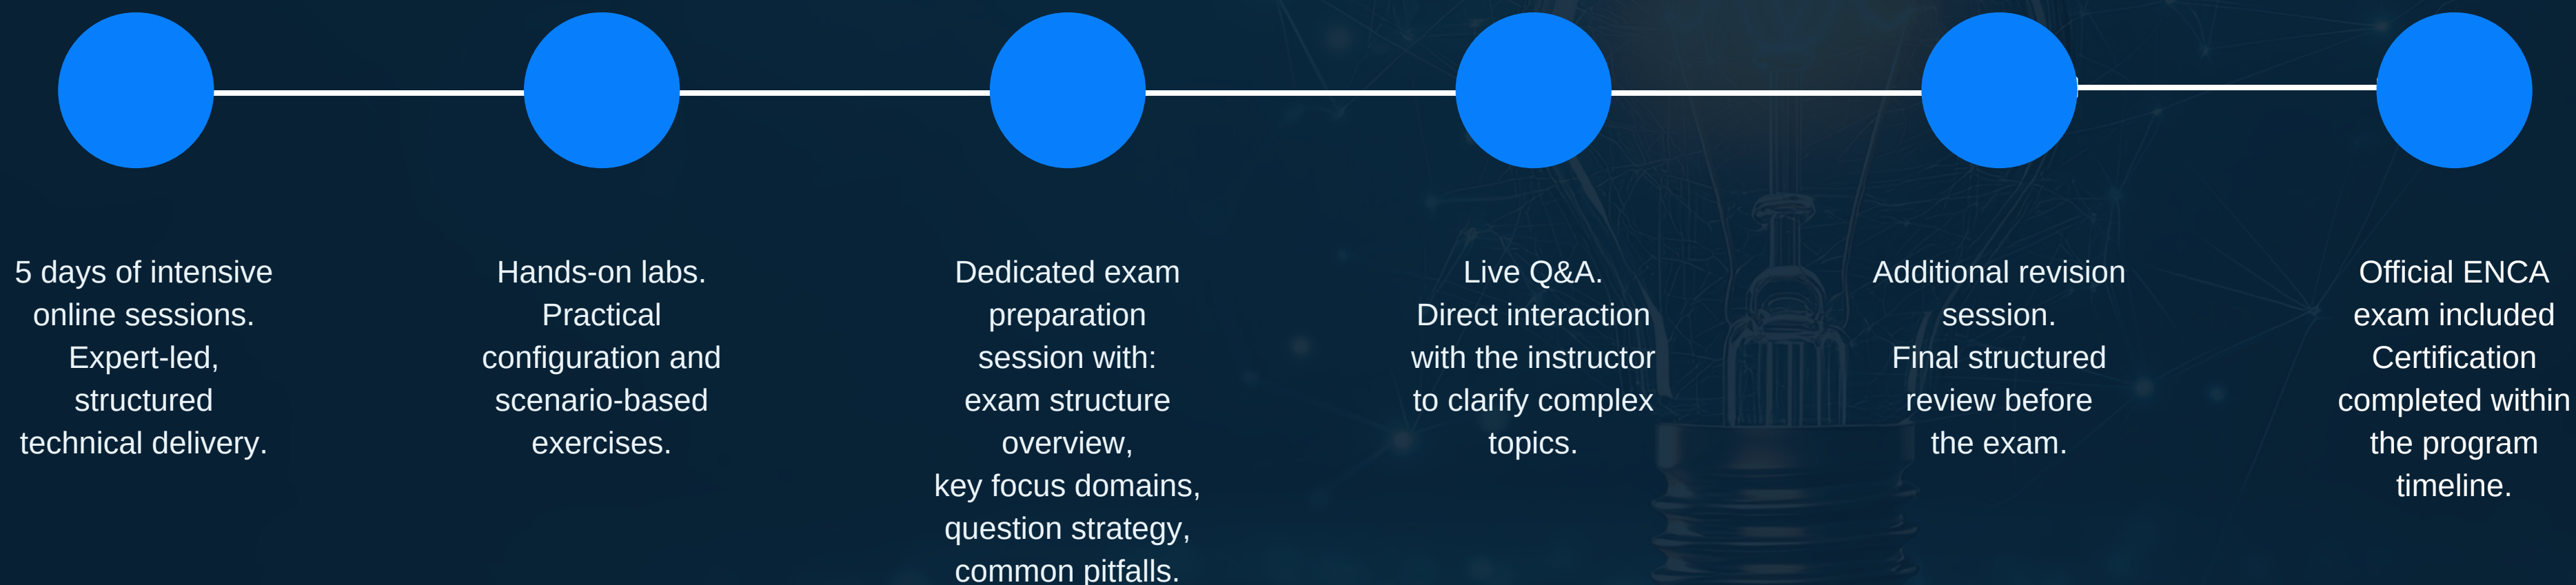 5 days of intensive
online sessions.
Expert-led,
structured
technical delivery.
Hands-on labs.
Practical
configuration and
scenario-based
exercises.
Dedicated exam
preparation
session with:
exam structure
overview,
key focus domains,
question strategy,
common pitfalls.
Live Q&A.
Direct interaction
with the instructor
to clarify complex
topics.
Additional revision
session.
Final structured
review before
the exam.
Official ENCA
exam included
Certification
completed within
the program
timeline.